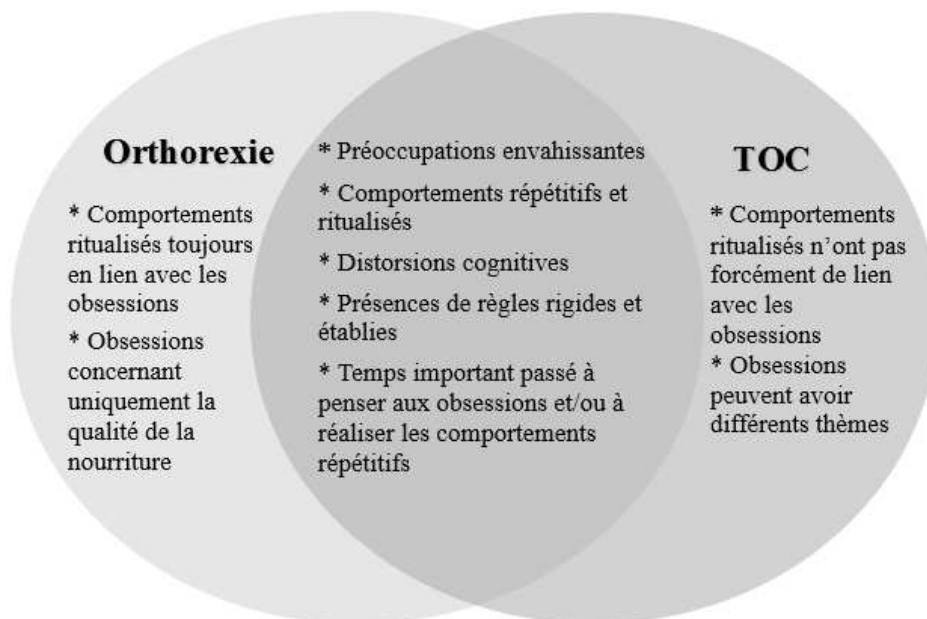 Orthorexie
* Comportements
ritualisés toujours
en lien avec les
obsessions
* Obsessions
concernant
uniquement la
qualité de la
nourriture
* Préoccupations envahissantes
* Comportements répétitifs et
ritualisés
* Distorsions cognitives
* Présences de règles rigides et
établies
* Temps important passé à
penser aux obsessions et/ou à
réaliser les comportements
répétitifs
TOC
* Comportements
ritualisés n’ont pas
forcément de lien
avec les
obsessions
* Obsessions
peuvent avoir
différents thèmes